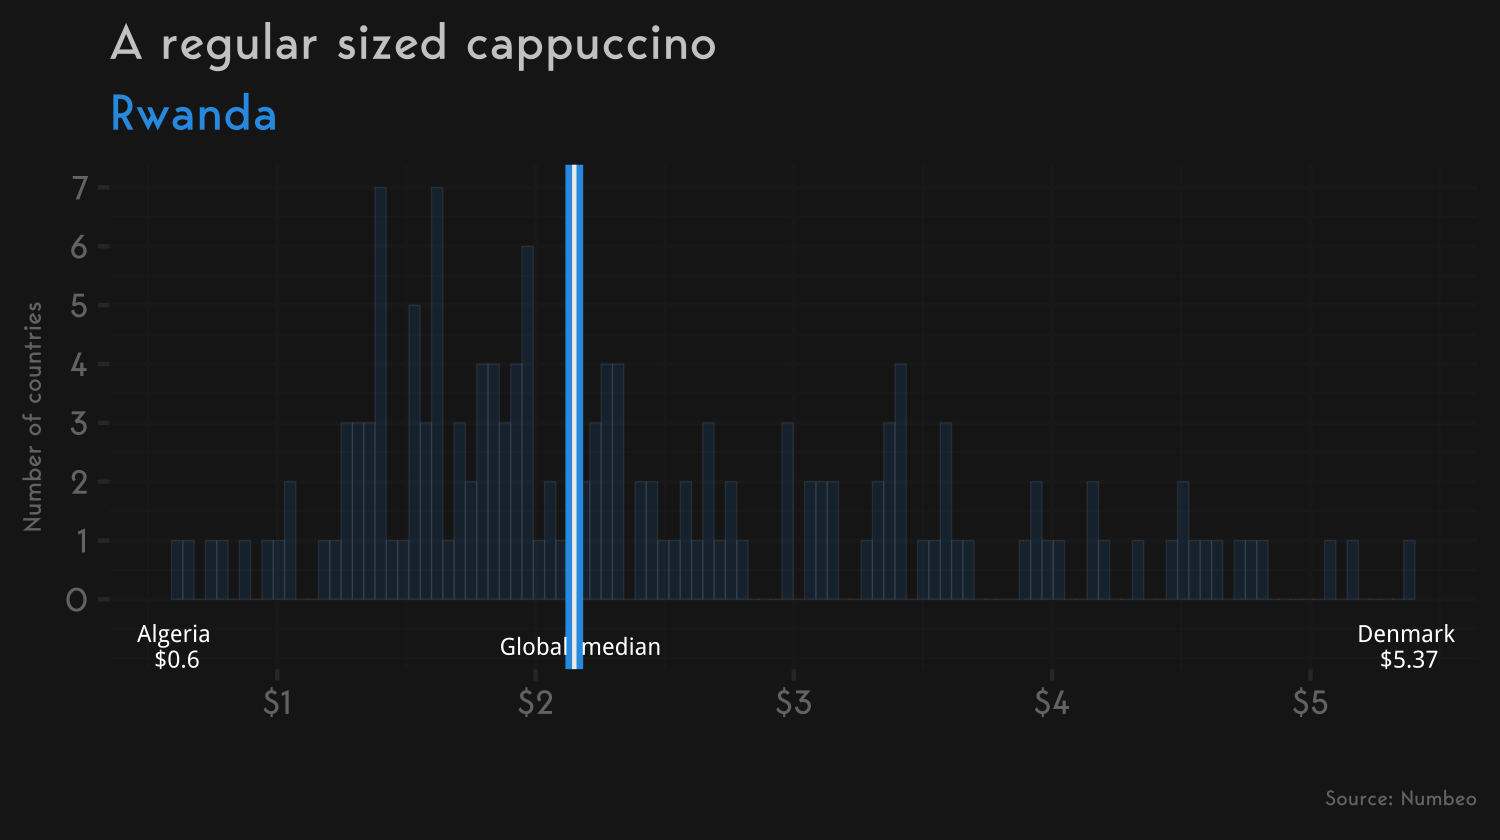 A regular sized cappuccino
Rwanda
Number of countries
7
6
5
4
3
2
1
0
Algeria
$0.6
Global median
Denmark
$5.37
$1
$2
$3
$4
$5
Source: Numbeo